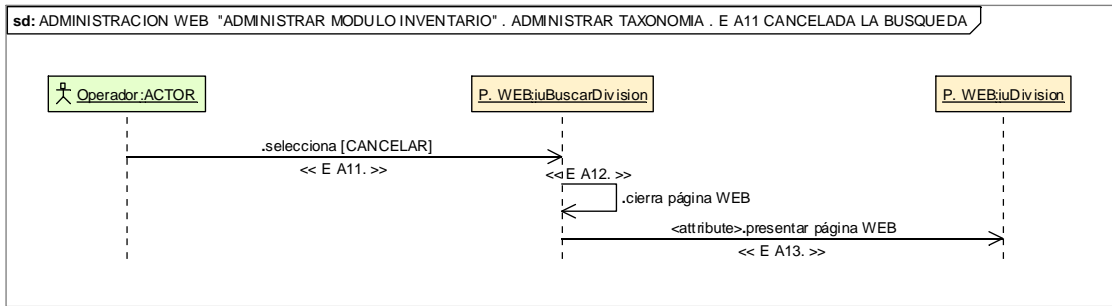 sd: ADMINISTRACION WEB "ADMINISTRAR MODULO INVENTARIO" . ADMINISTRAR TAXONOMIA . E A11 CANCELADA LA BUSQUEDA
Operador:ACTOR
P. WEB:iuBuscarDivision
P. WEB:iuDivision
.selecciona [CANCELAR]
<< E A11. >>
<< E A12. >>
.cierra página WEB
<attribute>.presentar página WEB
<< E A13. >>